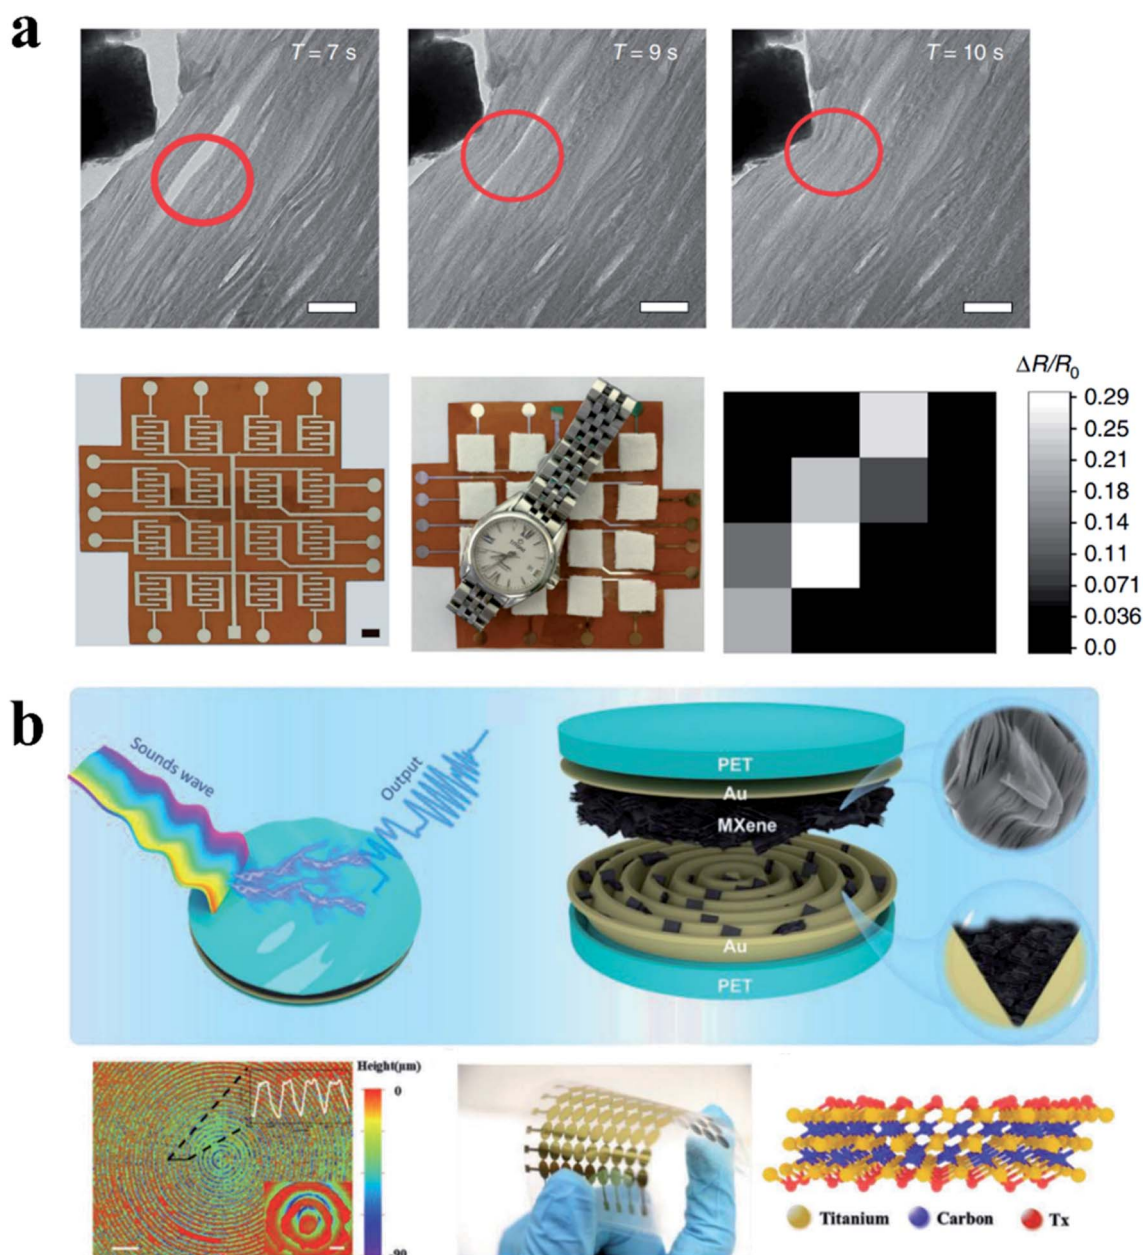 a
T = 7 s
T = 9 s
T = 10 s
ΔR/R0
0.29
0.25
0.21
0.18
0.14
0.11
0.071
0.036
0.0
b
Sounds wave
Output
PET
Au
MXene
Au
PET
Height(μm)
0
-90
Titanium
Carbon
Tx